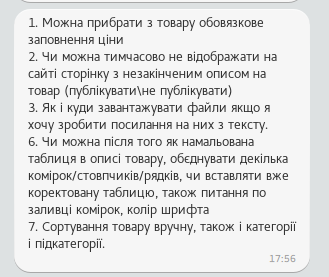 1. Можна прибрати з товару обовязкове
заповнення ціни
2. Чи можна тимчасово не відображати на
сайті сторінку з незакінченим описом на
товар (публікувати\не публікувати)
3. Як і куди завантажувати файли якщо я
хочу зробити посилання на них з тексту.
6. Чи можна після того як намальована
таблиця в описі товару, обєднувати декілька
комірок/стовпчиків/рядків, чи вставляти вже
коректовану таблицю, також питання по
заливці комірок, колір шрифта
7. Сортування товару вручну, також і категорії
і підкатегорії.
17:56